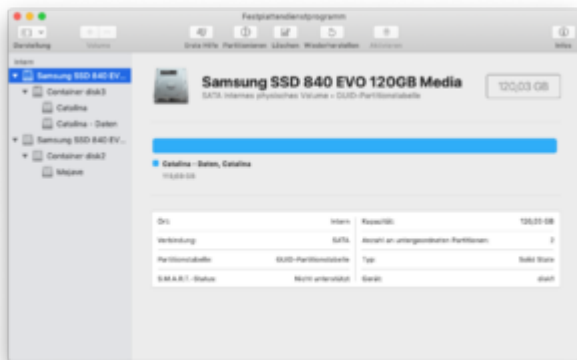 Festplattendienstprogramm
Darstellung Volume Erste Hilfe Partitionieren Löschen Wiederherstellen Aktivieren Infos
Intern
Samsung SSD 840 EV...
Container disk3
Catalina
Catalina - Daten
Samsung SSD 840 EV...
Container disk2
Mojave
Samsung SSD 840 EVO 120GB Media
SATA Internes physisches Volume • GUID-Partitionstabelle
120,03 GB
Catalina - Daten, Catalina
Ort: Intern Kapazität: 120,03 GB
Verbindung: SATA Anzahl an untergeordneten Partitionen: 2
Partitionstabelle: GUID-Partitionstabelle Typ: Solid State
S.M.A.R.T.-Status: Nicht unterstützt Gerät: disk1